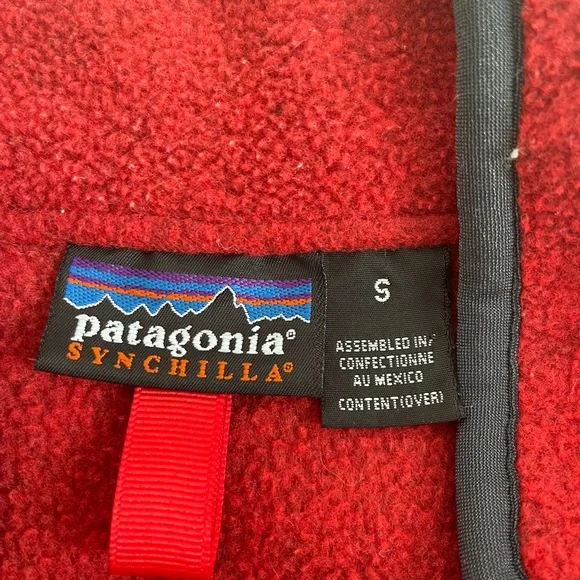 patagonia®
SYNCHILLA®
S
ASSEMBLED IN/
CONFECTIONNE
AU MEXICO
CONTENT(OVER)